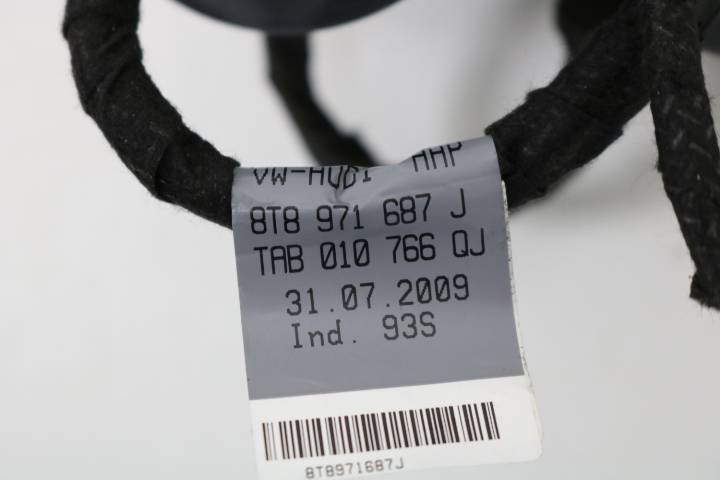 VW-AUDI AHP
8T8 971 687 J
TAB 010 766 QJ
31.07.2009
Ind. 93S
8T8971687J